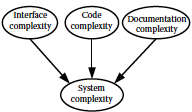 Interface
complexity
Code
complexity
Documentation
complexity
System
complexity